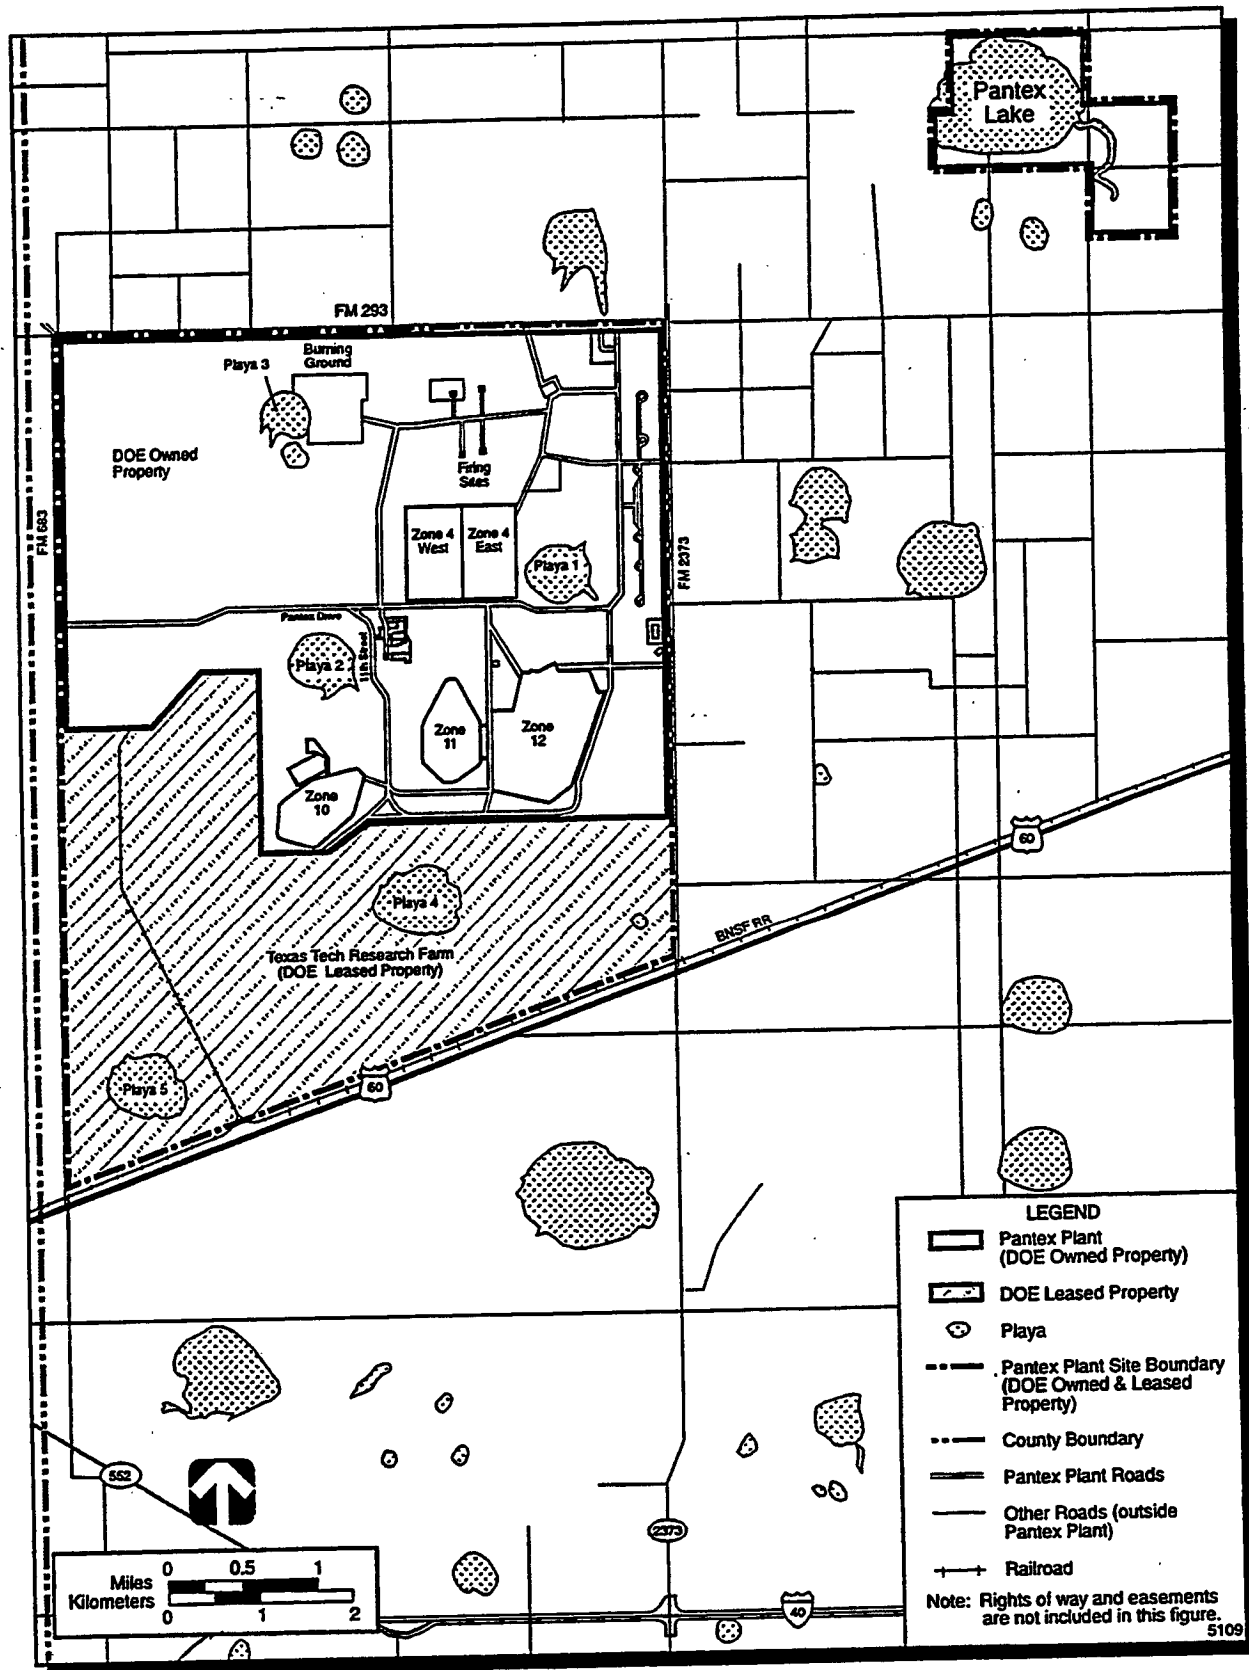 Pantex
Lake
FM 293
Burning
Ground
Playa 3
DOE Owned
Property
Firing
Sites
FM 683
Zone 4
West
Zone 4
East
Playa 1
FM 2373
Pantex Drive
11th Street
Playa 2
Zone
11
Zone
12
Zone
10
60
Playa 4
BNSF RR
Texas Tech Research Farm
(DOE Leased Property)
Playa 5
60
LEGEND
Pantex Plant
(DOE Owned Property)
DOE Leased Property
Playa
Pantex Plant Site Boundary
(DOE Owned & Leased
Property)
County Boundary
Pantex Plant Roads
Other Roads (outside
Pantex Plant)
Railroad
Note: Rights of way and easements
are not included in this figure.
5109
552
2373
40
0 0.5 1
Miles
Kilometers
0 1 2